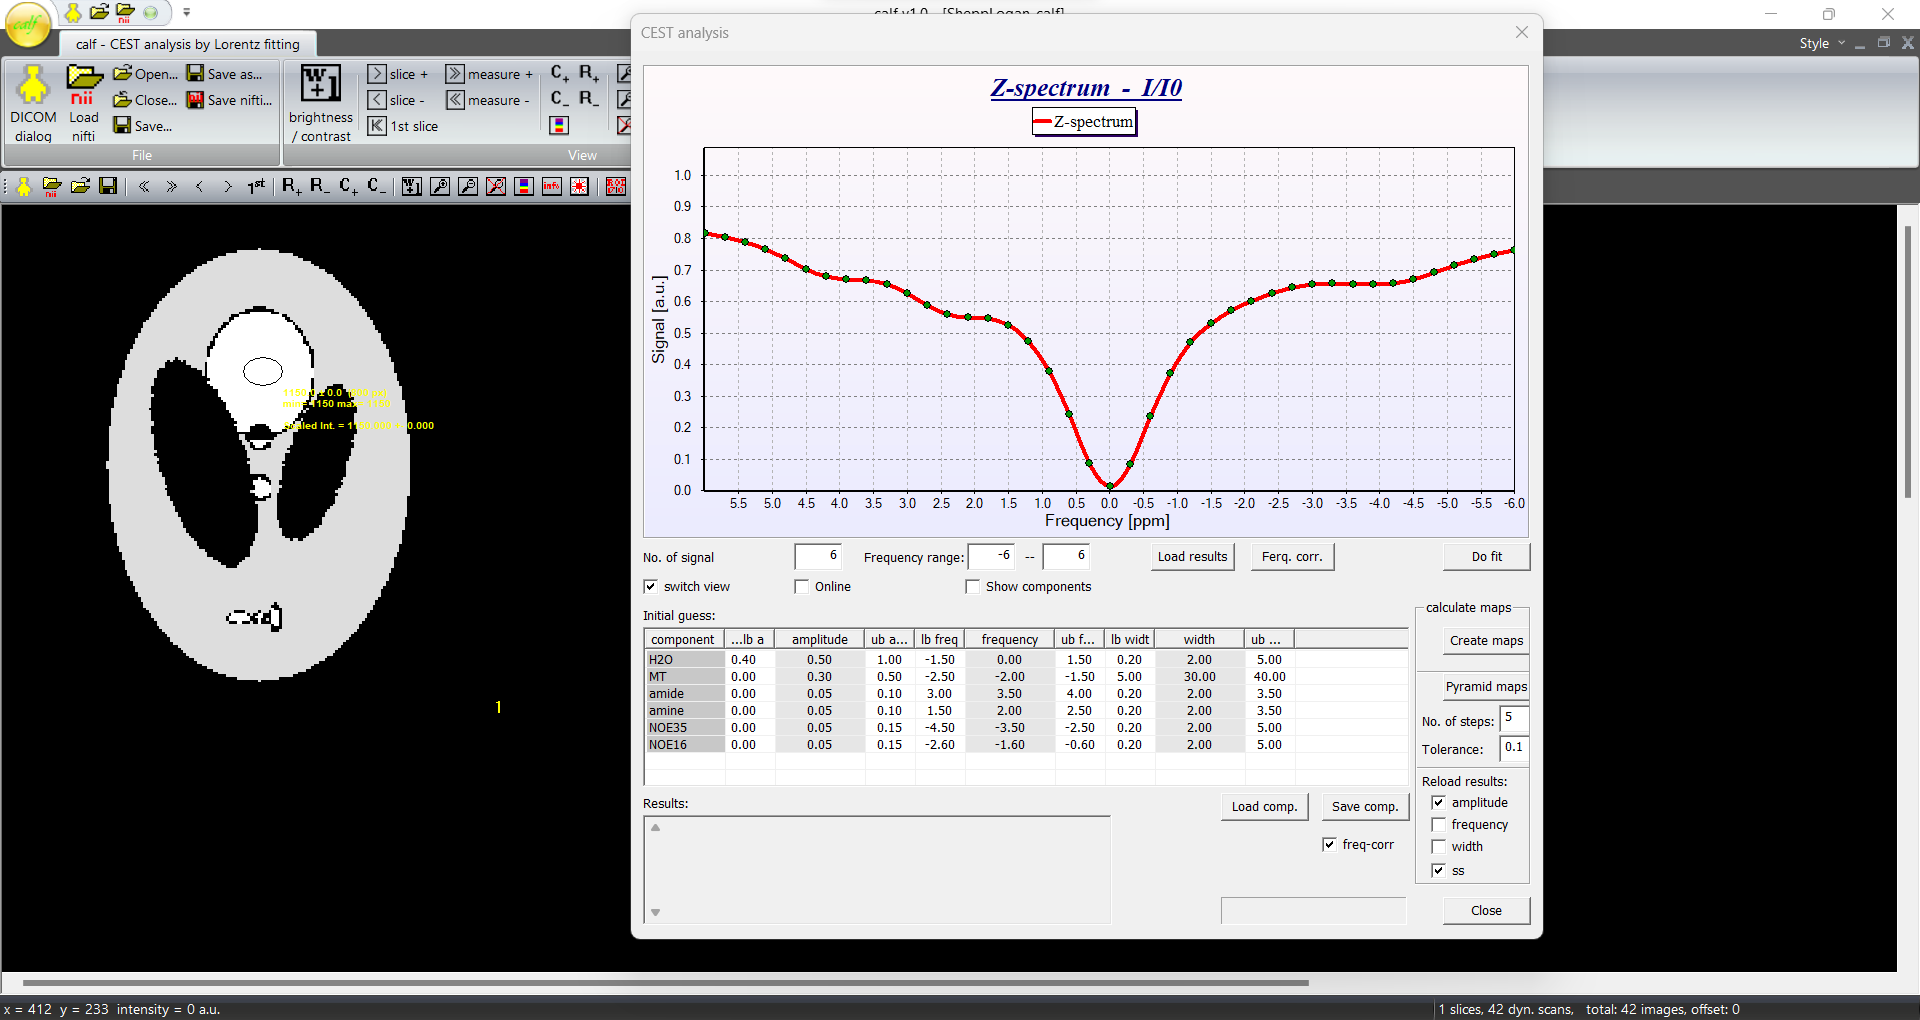 calf v1.0 - [SheppLogan.calf]
calf
nii
calf - CEST analysis by Lorentz fitting
Style
DICOM dialog
nii
Load nifti
Open...
Close...
Save...
Save as...
Save nifti...
File
W
brightness / contrast
slice +
slice -
1st slice
measure +
measure -
C+ R+
C- R-
View
nii
1st
R+ R- C+ C-
info
ROI
CEST analysis
Z-spectrum - I/I0
Z-spectrum
Signal [a.u.]
1.0
0.9
0.8
0.7
0.6
0.5
0.4
0.3
0.2
0.1
0.0
5.5 5.0 4.5 4.0 3.5 3.0 2.5 2.0 1.5 1.0 0.5 0.0 -0.5 -1.0 -1.5 -2.0 -2.5 -3.0 -3.5 -4.0 -4.5 -5.0 -5.5 -6.0
Frequency [ppm]
No. of signal 6 Frequency range: -6 -- 6 Load results Ferq. corr. Do fit
switch view Online Show components
Initial guess:
component ...lb a amplitude ub a... lb freq frequency ub f... lb widt width ub ...
H2O 0.40 0.50 1.00 -1.50 0.00 1.50 0.20 2.00 5.00
MT 0.00 0.30 0.50 -2.50 -2.00 -1.50 5.00 30.00 40.00
amide 0.00 0.05 0.10 3.00 3.50 4.00 0.20 2.00 3.50
amine 0.00 0.05 0.10 1.50 2.00 2.50 0.20 2.00 3.50
NOE35 0.00 0.05 0.15 -4.50 -3.50 -2.50 0.20 2.00 5.00
NOE16 0.00 0.05 0.15 -2.60 -1.60 -0.60 0.20 2.00 5.00
calculate maps
Create maps
Pyramid maps
No. of steps: 5
Tolerance: 0.1
Reload results:
amplitude
frequency
width
ss
Results:
Load comp. Save comp.
freq-corr
Close
1150 max= 1150
Int. = 0.000
1
x = 412 y = 233 intensity = 0 a.u.
1 slices, 42 dyn. scans, total: 42 images, offset: 0